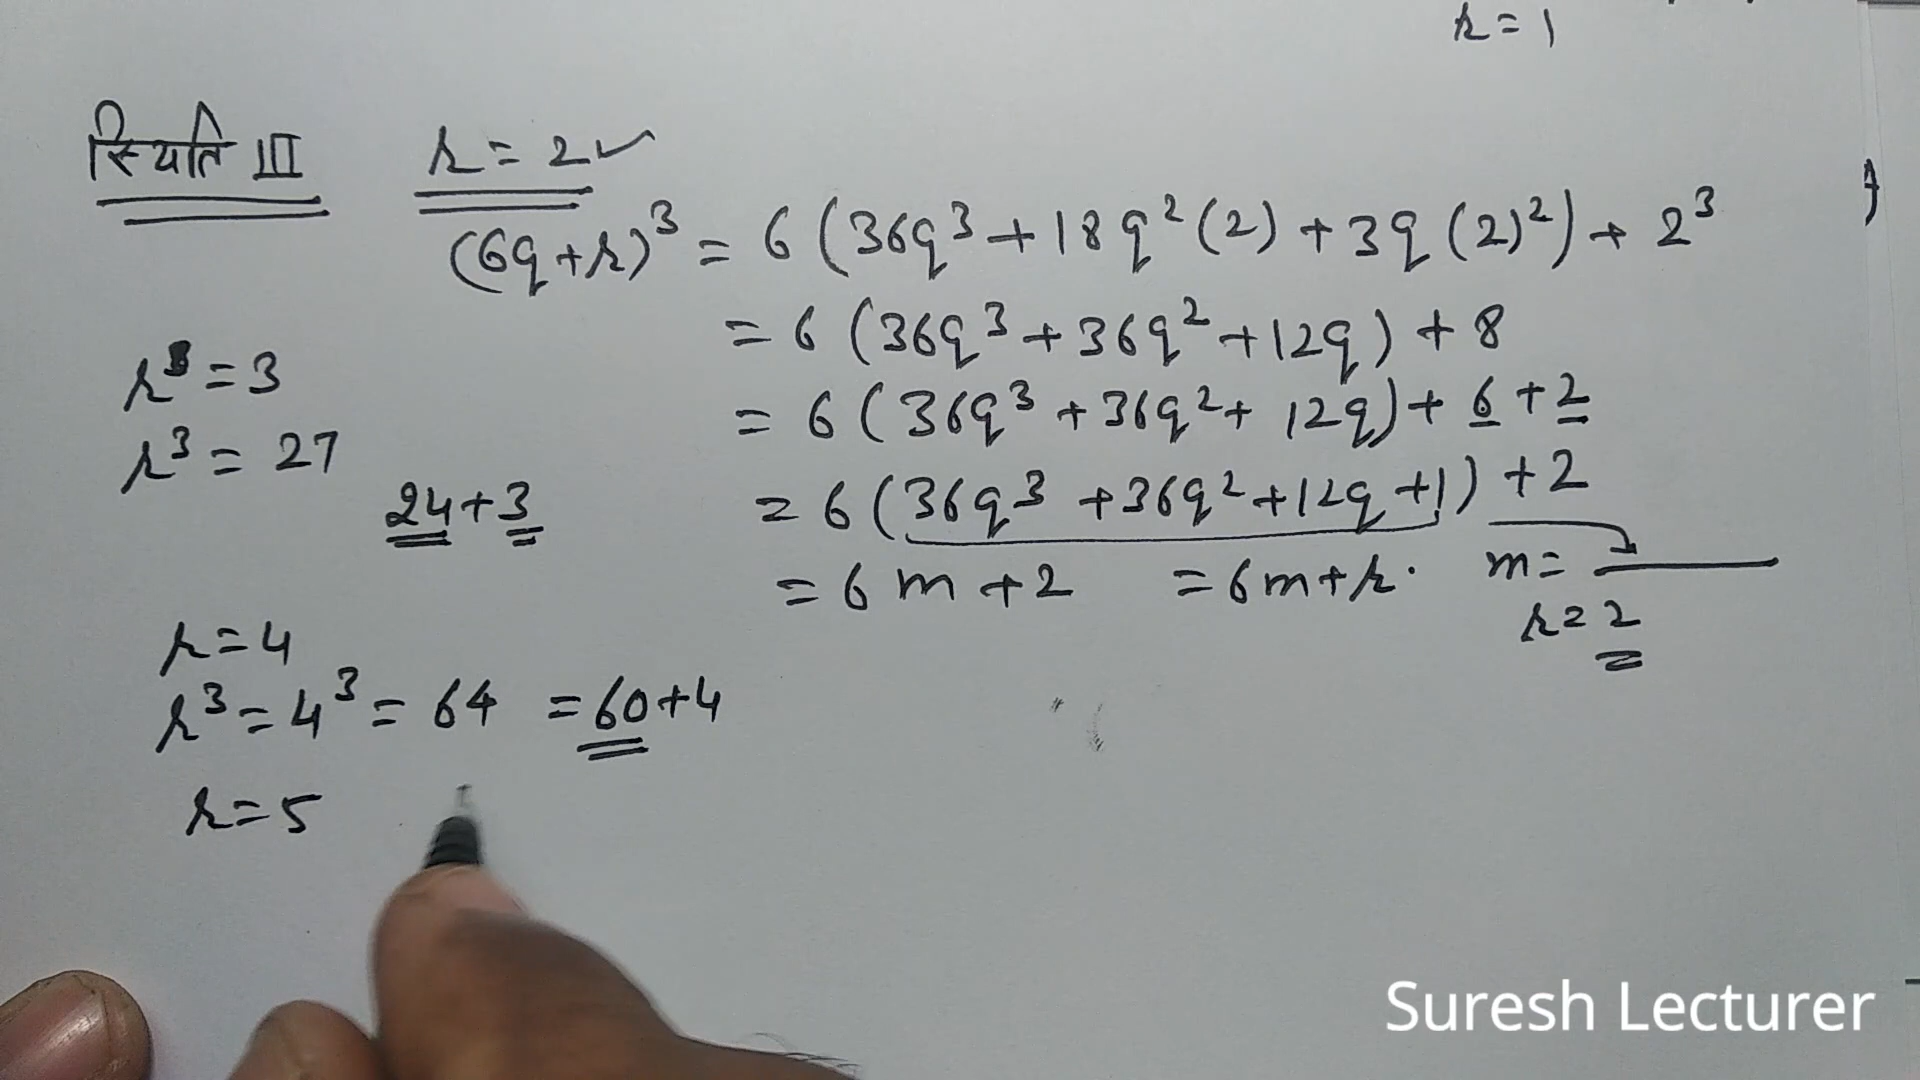 r = 1
स्थिति III r = 2 ✓
(6q+r)³ = 6(36q³+18q²(2)+3q(2)²)+2³
= 6(36q³+36q²+12q)+8
= 6(36q³+36q²+12q)+6+2
= 6(36q³+36q²+12q+1)+2
= 6m+2 = 6m+r. m=
r=2
r = 3
r³ = 27
24+3
r=4
r³=4³=64 =60+4
r=5
Suresh Lecturer